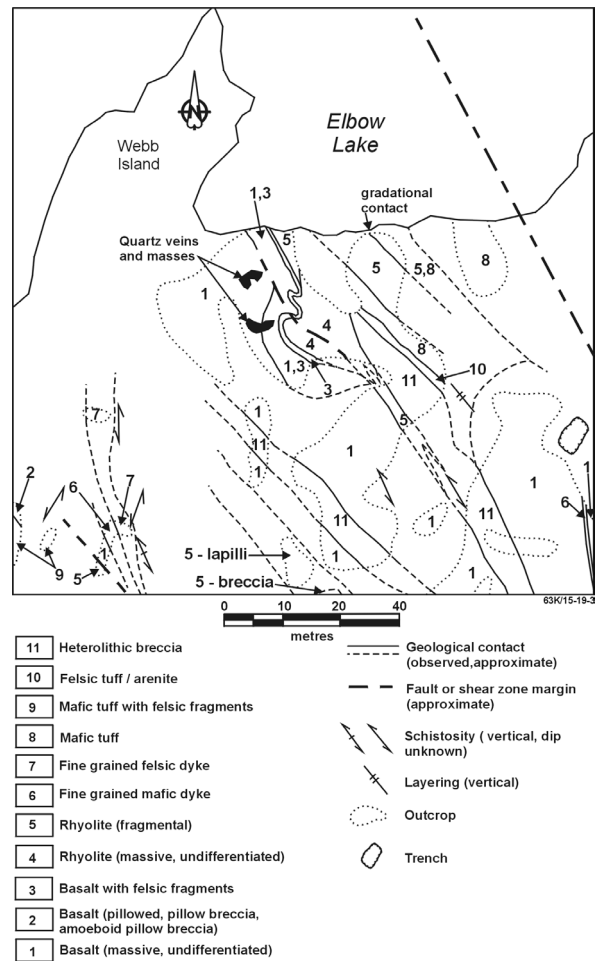 N
Webb
Island
Elbow
Lake
1,3
gradational
contact
Quartz veins
and masses
5
5
5,8
8
1
4
4
8
1,3
3
11
10
7
1
11
1
5
1
1
2
6
7
1
9
5
1
11
1
1
11
6
1
1
5 - lapilli
5 - breccia
63K/15-19-3
0 10 20 40
metres
11 Heterolithic breccia
10 Felsic tuff / arenite
9 Mafic tuff with felsic fragments
8 Mafic tuff
7 Fine grained felsic dyke
6 Fine grained mafic dyke
5 Rhyolite (fragmental)
4 Rhyolite (massive, undifferentiated)
3 Basalt with felsic fragments
2 Basalt (pillowed, pillow breccia,
amoeboid pillow breccia)
1 Basalt (massive, undifferentiated)
Geological contact
(observed,approximate)
Fault or shear zone margin
(approximate)
Schistosity ( vertical, dip
unknown)
Layering (vertical)
Outcrop
Trench